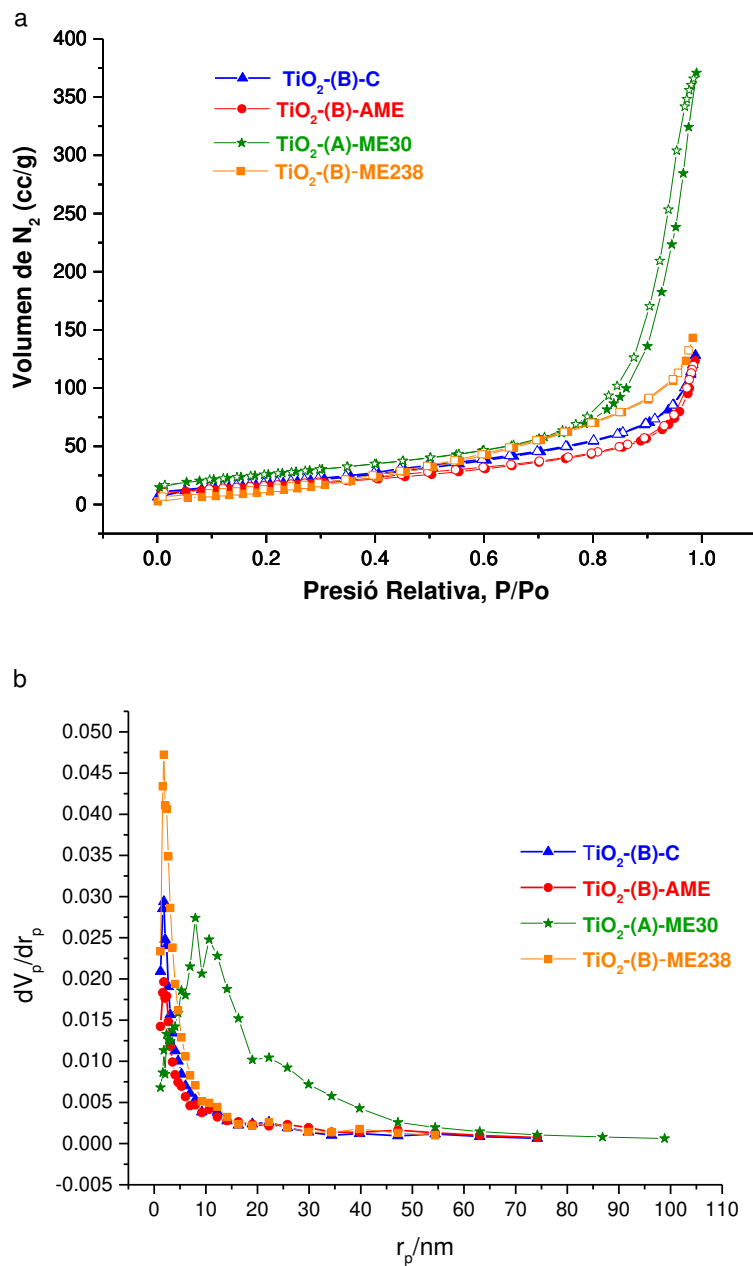 a
400
350
300
250
200
150
100
50
0
Volumen de N₂ (cc/g)
TiO₂-(B)-C
TiO₂-(B)-AME
TiO₂-(A)-ME30
TiO₂-(B)-ME238
0.0 0.2 0.4 0.6 0.8 1.0
Presió Relativa, P/Po
b
0.050
0.045
0.040
0.035
0.030
0.025
0.020
0.015
0.010
0.005
0.000
-0.005
dVₚ/drₚ
TiO₂-(B)-C
TiO₂-(B)-AME
TiO₂-(A)-ME30
TiO₂-(B)-ME238
0 10 20 30 40 50 60 70 80 90 100 110
rₚ/nm